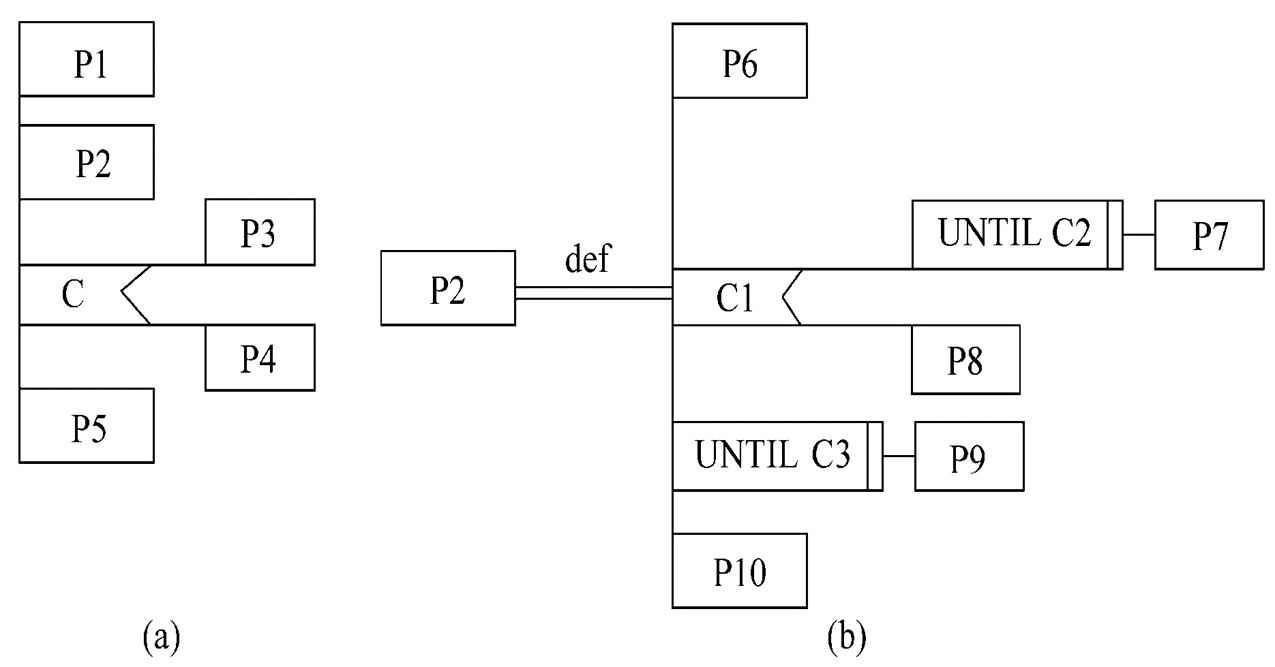 P1
P2
P3
C
P4
P5
(a)
P6
UNTIL C2
P7
P2
def
C1
P8
UNTIL C3
P9
P10
(b)